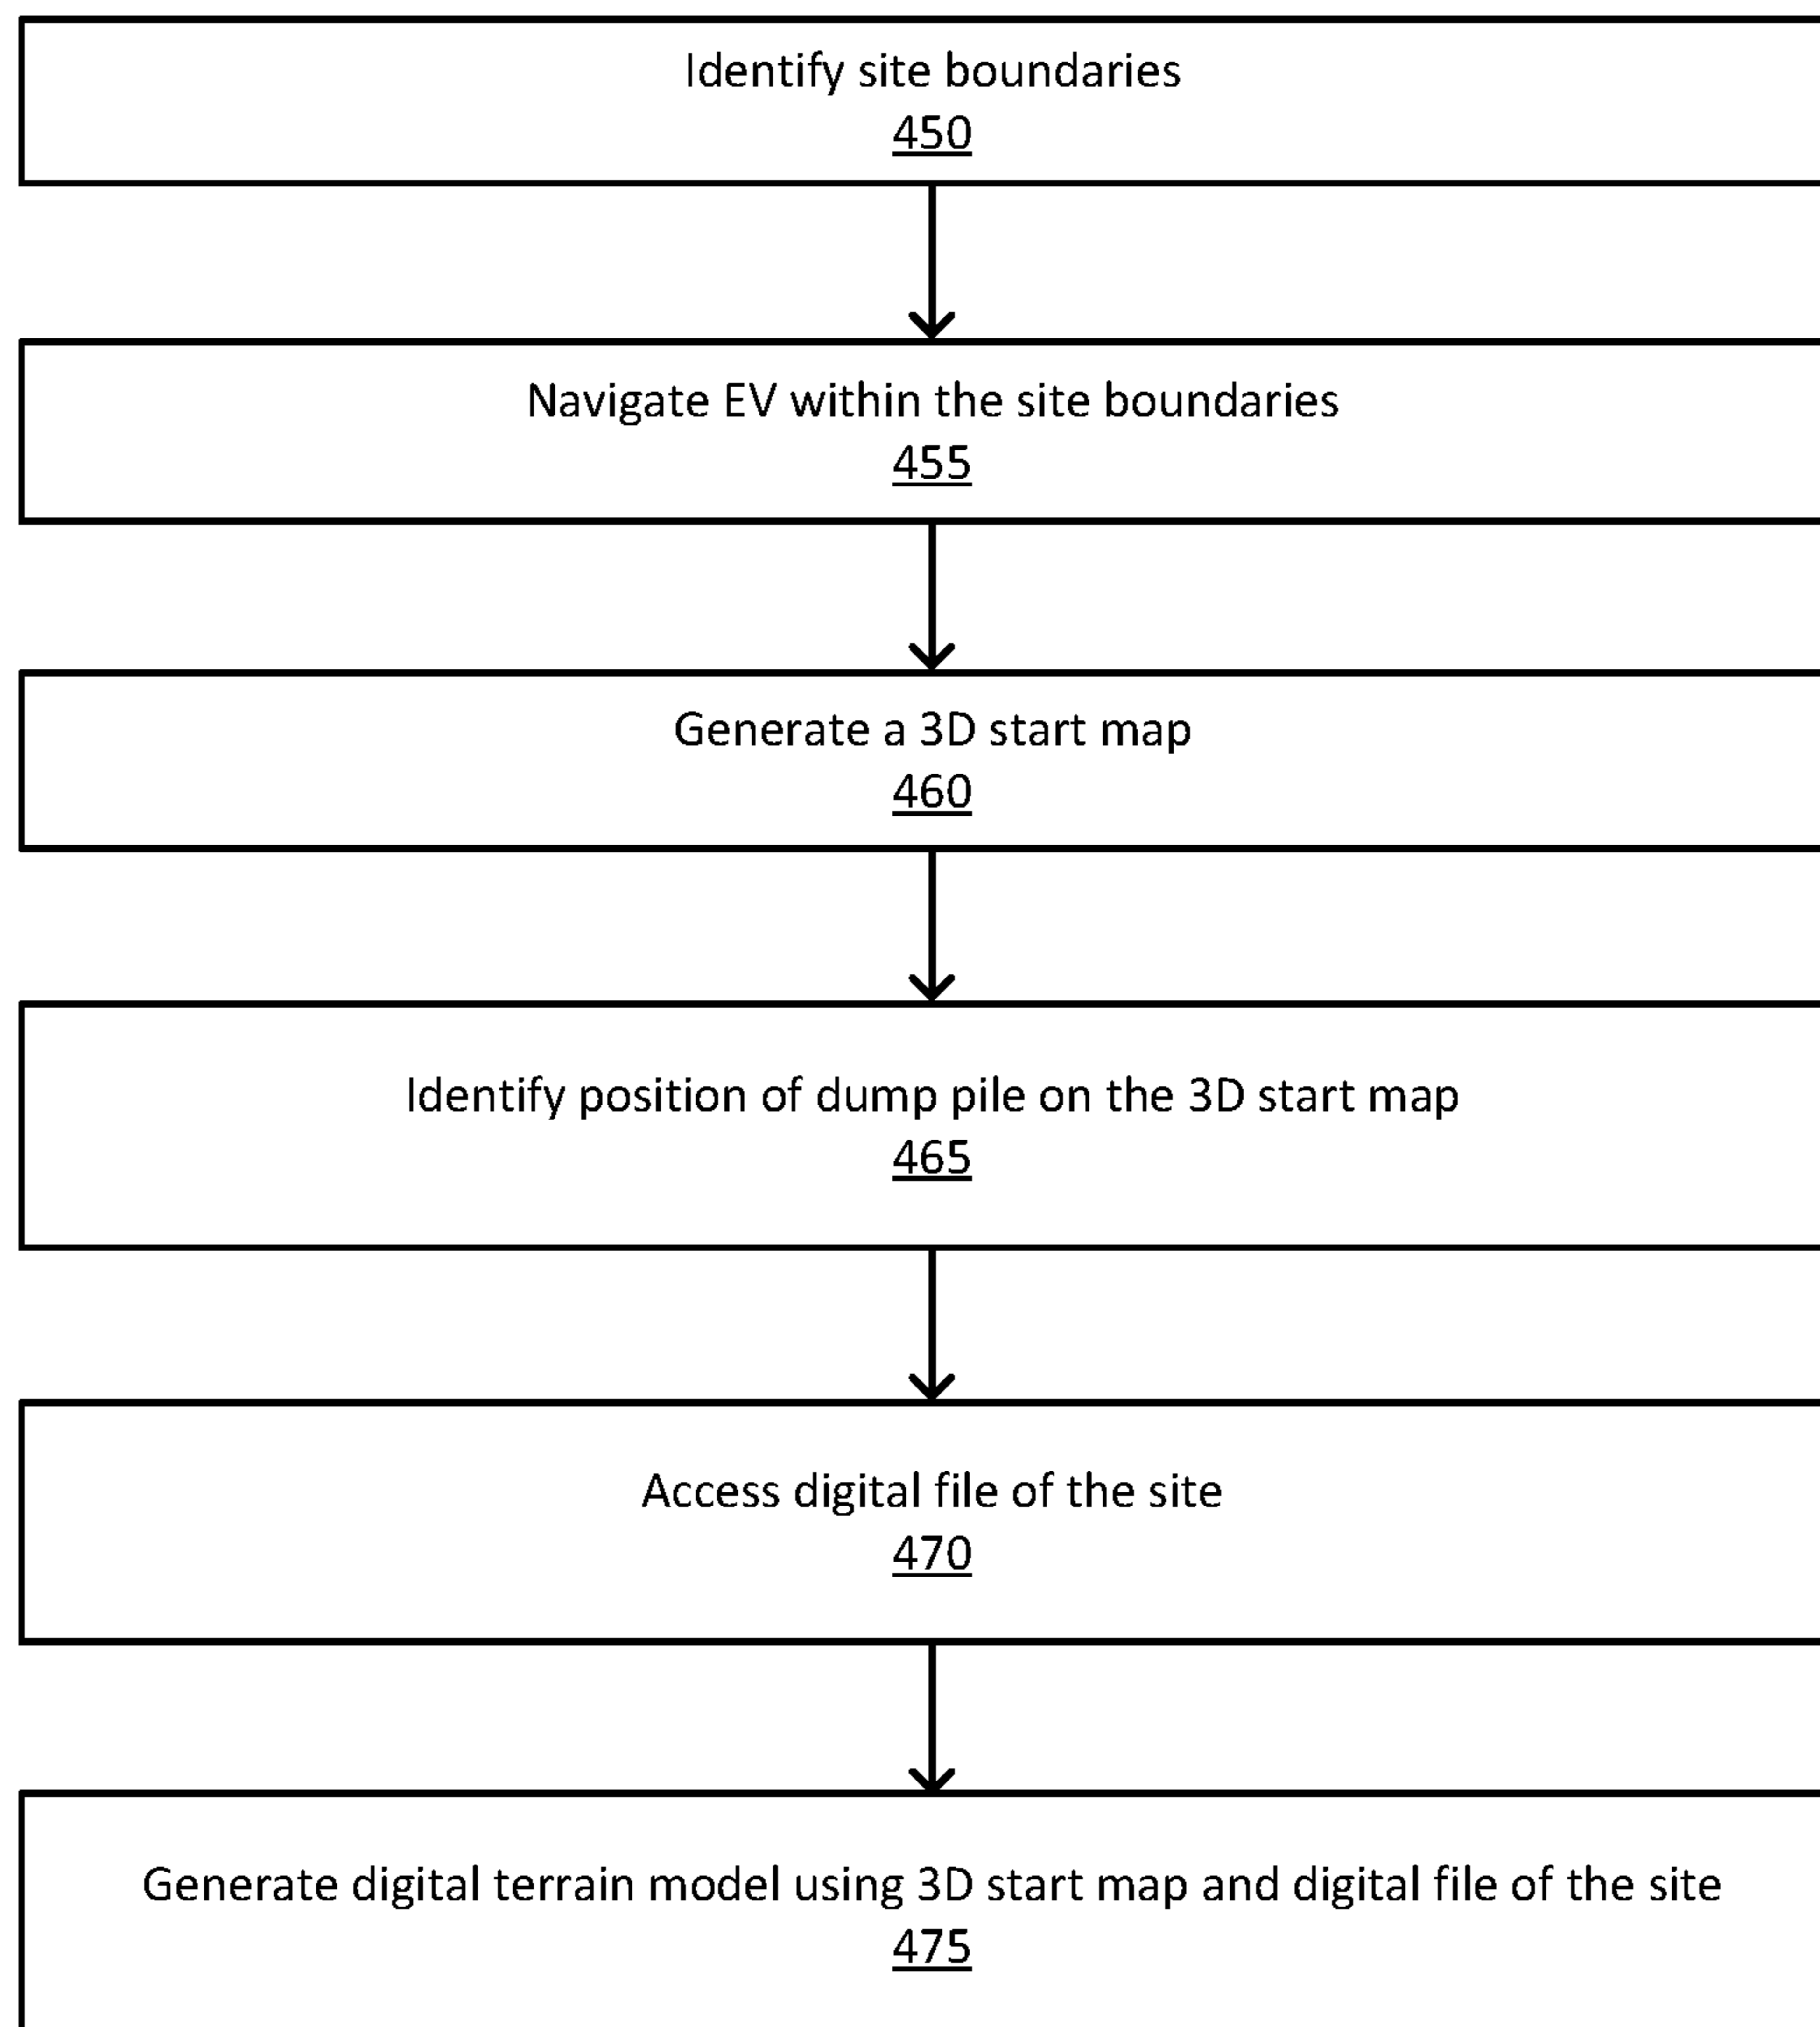 Identify site boundaries
450
Navigate EV within the site boundaries
455
Generate a 3D start map
460
Identify position of dump pile on the 3D start map
465
Access digital file of the site
470
Generate digital terrain model using 3D start map and digital file of the site
475